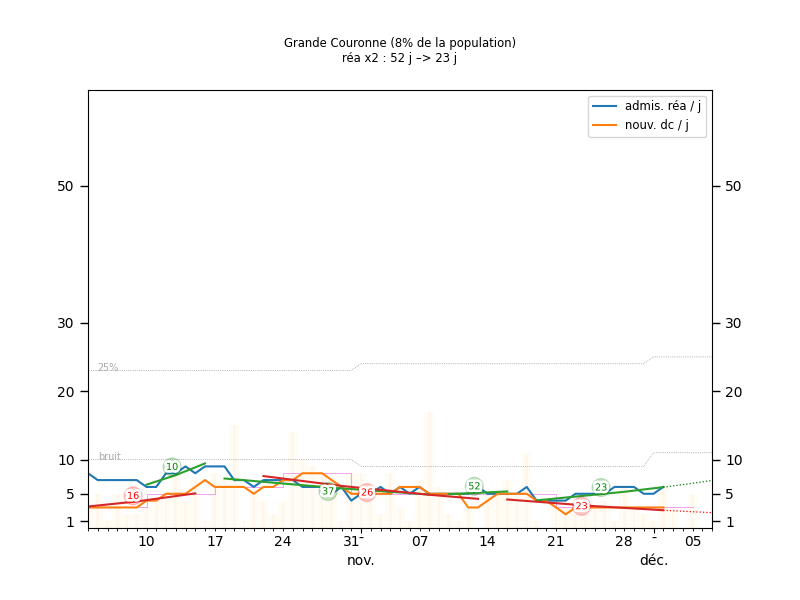 Grande Couronne (8% de la population)
réa x2 : 52 j –> 23 j
admis. réa / j
nouv. dc / j
50 50
30 30
25%
20 20
bruit
10 10
10 52 23
5 37 26 5
16 23
1 1
10 17 24 31 07 14 21 28 05
nov. déc.